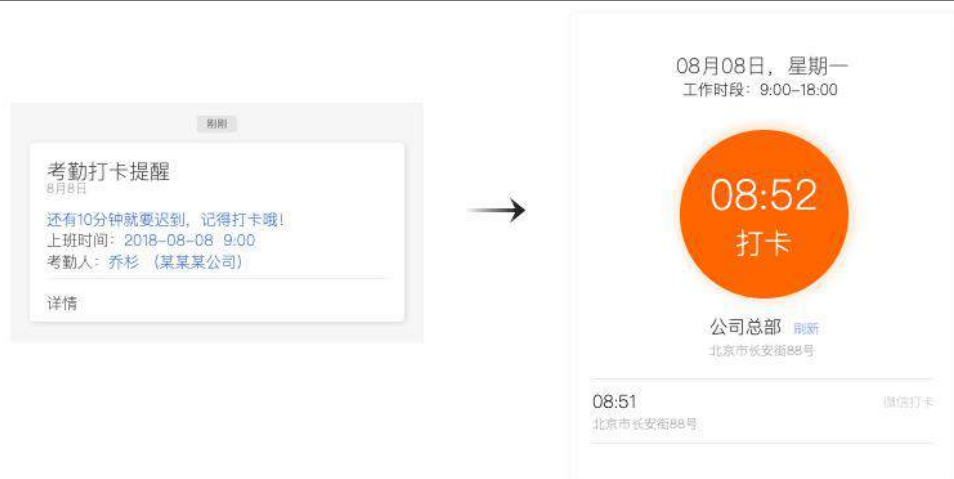 刚刚
考勤打卡提醒
8月8日
还有10分钟就要迟到，记得打卡哦！
上班时间：2018-08-08 9:00
考勤人：乔杉 （某某某公司）
详情
08月08日，星期一
工作时段：9:00-18:00
08:52
打卡
公司总部 刷新
北京市长安街88号
08:51 微信打卡
北京市长安街88号